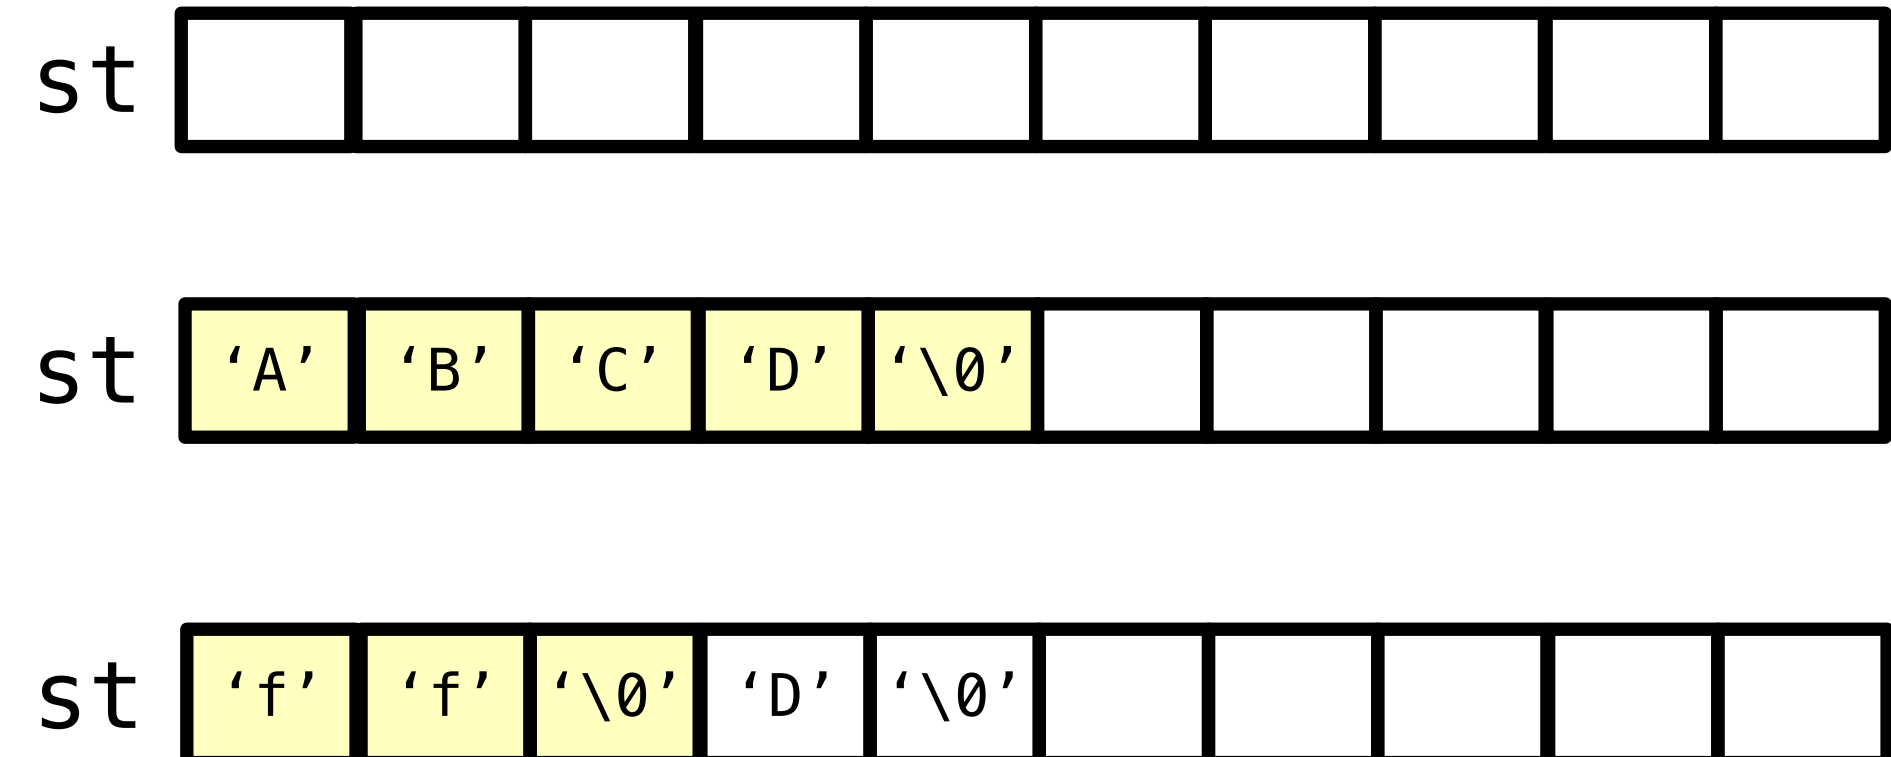 st
st ‘A’ ‘B’ ‘C’ ‘D’ ‘\0’
st ‘f’ ‘f’ ‘\0’ ‘D’ ‘\0’